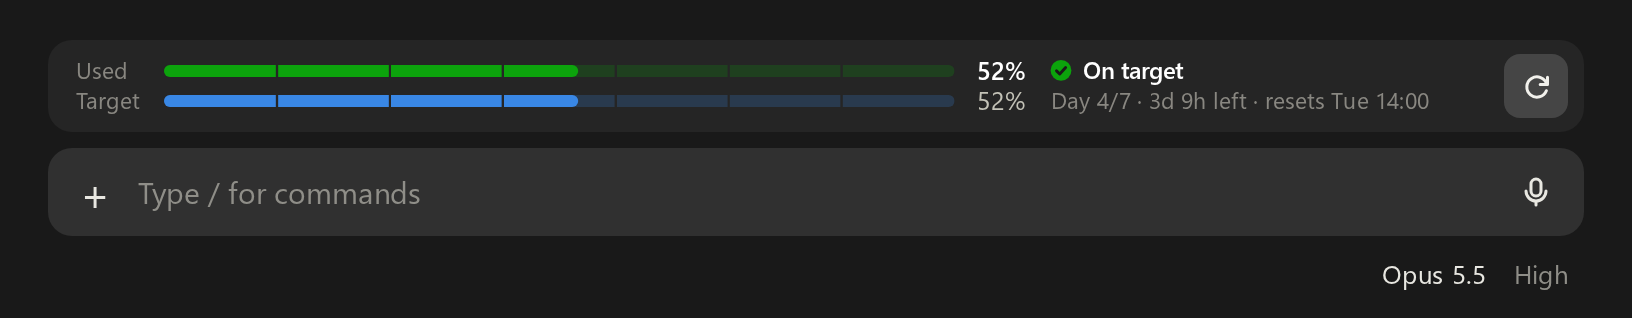 Used 52% On target
Target 52% Day 4/7 · 3d 9h left · resets Tue 14:00
Type / for commands
Opus 5.5 High